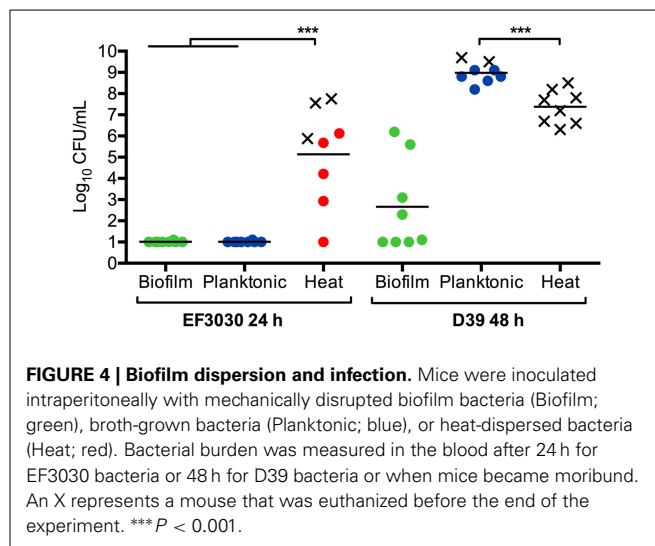 *** ***
10
9
8
7
6
5
4
3
2
1
0
Log10 CFU/mL
Biofilm Planktonic Heat Biofilm Planktonic Heat
EF3030 24 h D39 48 h
FIGURE 4 | Biofilm dispersion and infection. Mice were inoculated
intraperitoneally with mechanically disrupted biofilm bacteria (Biofilm;
green), broth-grown bacteria (Planktonic; blue), or heat-dispersed bacteria
(Heat; red). Bacterial burden was measured in the blood after 24 h for
EF3030 bacteria or 48 h for D39 bacteria or when mice became moribund.
An X represents a mouse that was euthanized before the end of the
experiment. ***P < 0.001.